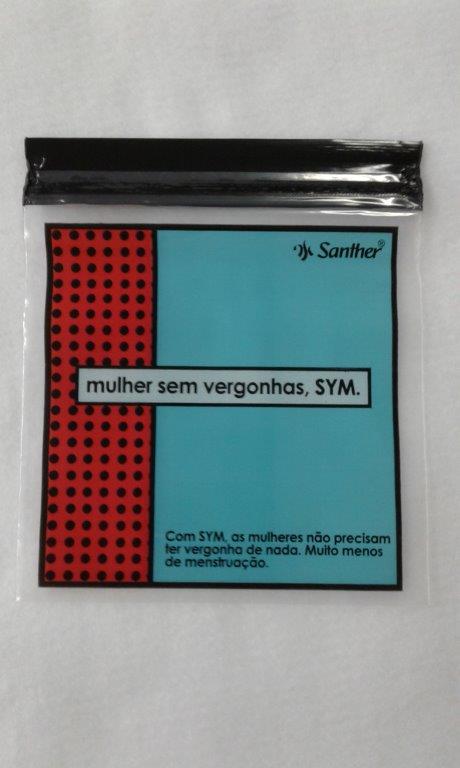 Santher®
mulher sem vergonhas, SYM.
Com SYM, as mulheres não precisam
ter vergonha de nada. Muito menos
de menstruação.